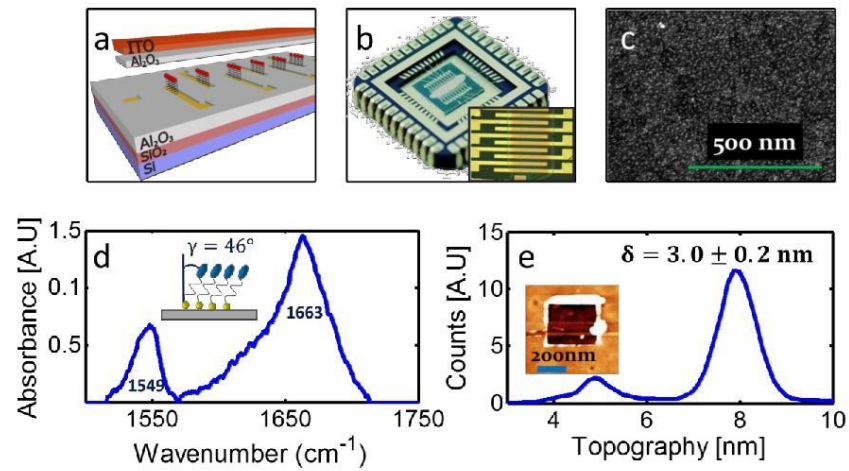 a
ITO
Al₂O₃
Al₂O₃
SiO₂
Si
b
c
500 nm
d
γ = 46°
1.5
0.1
0.5
1549
1663
1550
1650
1750
Absorbance [A.U]
Wavenumber (cm⁻¹)
e
δ = 3.0 ± 0.2 nm
15
10
5
0
200nm
4
6
8
10
Counts [A.U]
Topography [nm]